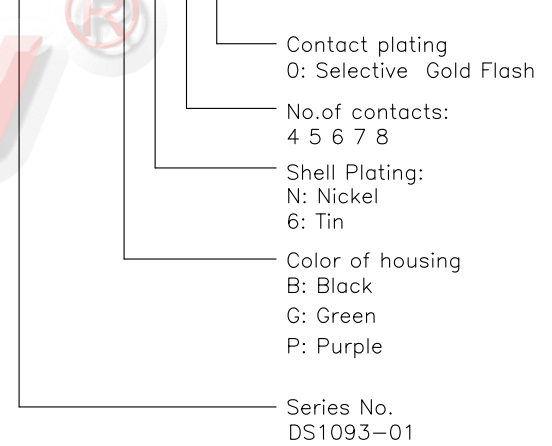 Contact plating
0: Selective Gold Flash
No.of contacts:
4 5 6 7 8
Shell Plating:
N: Nickel
6: Tin
Color of housing
B: Black
G: Green
P: Purple
Series No.
DS1093-01